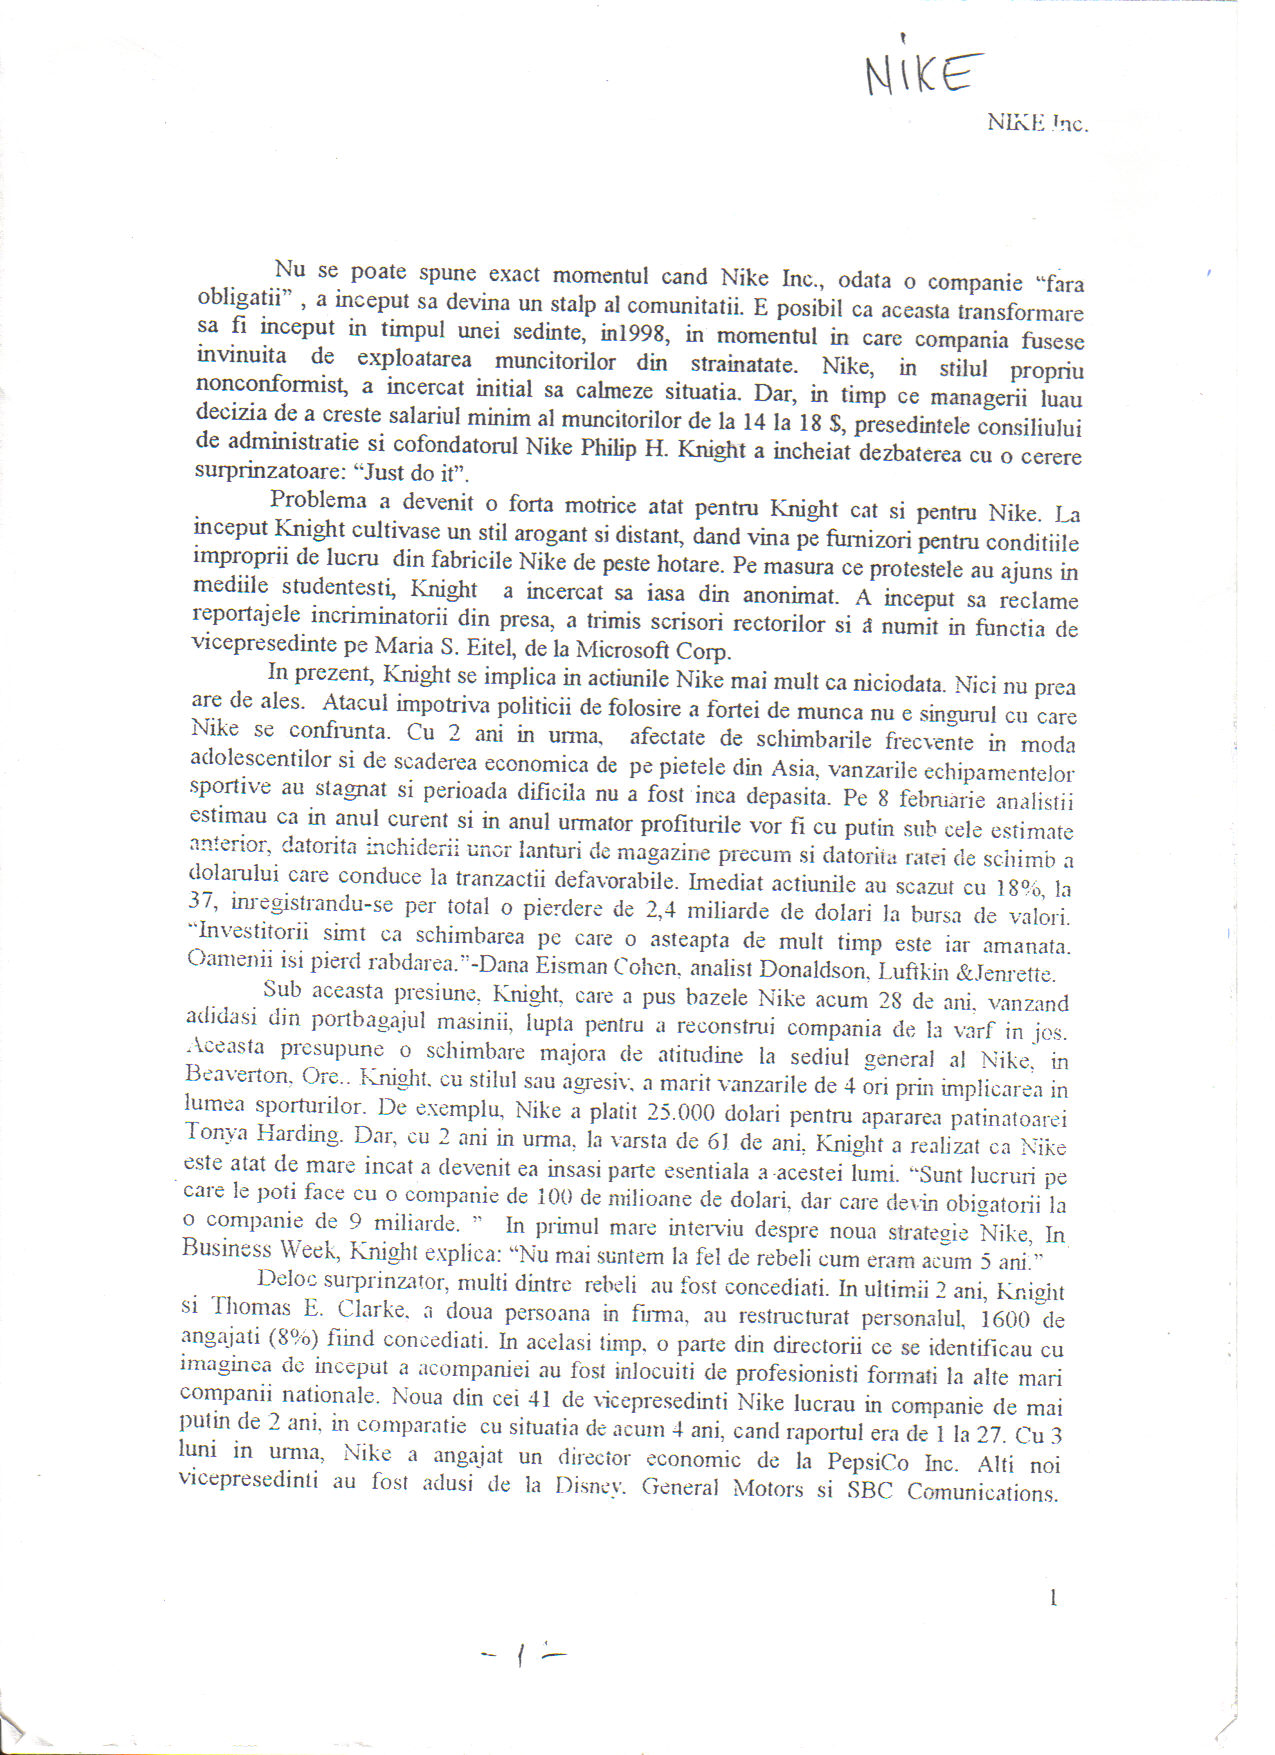 NIKE
NIKE Inc.
Nu se poate spune exact momentul cand Nike Inc., odata o companie “fara
obligatii” , a inceput sa devina un stalp al comunitatii. E posibil ca aceasta transformare
sa fi inceput in timpul unei sedinte, in1998, in momentul in care compania fusese
invinuita de exploatarea muncitorilor din strainatate. Nike, in stilul propriu
nonconformist, a incercat initial sa calmeze situatia. Dar, in timp ce managerii luau
decizia de a creste salariul minim al muncitorilor de la 14 la 18 $, presedintele consiliului
de administratie si cofondatorul Nike Philip H. Knight a incheiat dezbaterea cu o cerere
surprinzatoare: “Just do it”.
Problema a devenit o forta motrice atat pentru Knight cat si pentru Nike. La
inceput Knight cultivase un stil arogant si distant, dand vina pe furnizori pentru conditiile
improprii de lucru din fabricile Nike de peste hotare. Pe masura ce protestele au ajuns in
mediile studentesti, Knight a incercat sa iasa din anonimat. A inceput sa reclame
reportajele incriminatorii din presa, a trimis scrisori rectorilor si a numit in functia de
vicepresedinte pe Maria S. Eitel, de la Microsoft Corp.
In prezent, Knight se implica in actiunile Nike mai mult ca niciodata. Nici nu prea
are de ales. Atacul impotriva politicii de folosire a fortei de munca nu e singurul cu care
Nike se confrunta. Cu 2 ani in urma, afectate de schimbarile frecvente in moda
adolescentilor si de scaderea economica de pe pietele din Asia, vanzarile echipamentelor
sportive au stagnat si perioada dificila nu a fost inca depasita. Pe 8 februarie analistii
estimau ca in anul curent si in anul urmator profiturile vor fi cu putin sub cele estimate
anterior, datorita inchiderii unor lanturi de magazine precum si datorita ratei de schimb a
dolarului care conduce la tranzactii defavorabile. Imediat actiunile au scazut cu 18%, la
37, inregistrandu-se per total o pierdere de 2,4 miliarde de dolari la bursa de valori.
“Investitorii simt ca schimbarea pe care o asteapta de mult timp este iar amanata.
Oamenii isi pierd rabdarea.”-Dana Eisman Cohen, analist Donaldson, Luftkin &Jenrette.
Sub aceasta presiune, Knight, care a pus bazele Nike acum 28 de ani, vanzand
adidasi din portbagajul masinii, lupta pentru a reconstrui compania de la varf in jos.
Aceasta presupune o schimbare majora de atitudine la sediul general al Nike, in
Beaverton, Ore.. Knight, cu stilul sau agresiv, a marit vanzarile de 4 ori prin implicarea in
lumea sporturilor. De exemplu, Nike a platit 25.000 dolari pentru apararea patinatoarei
Tonya Harding. Dar, cu 2 ani in urma, la varsta de 61 de ani, Knight a realizat ca Nike
este atat de mare incat a devenit ea insasi parte esentiala a acestei lumi. “Sunt lucruri pe
care le poti face cu o companie de 100 de milioane de dolari, dar care devin obigatorii la
o companie de 9 miliarde. ” In primul mare interviu despre noua strategie Nike, In
Business Week, Knight explica: “Nu mai suntem la fel de rebeli cum eram acum 5 ani.”
Deloc surprinzator, multi dintre rebeli au fost concediati. In ultimii 2 ani, Knight
si Thomas E. Clarke, a doua persoana in firma, au restructurat personalul, 1600 de
angajati (8%) fiind concediati. In acelasi timp, o parte din directorii ce se identificau cu
imaginea de inceput a acompaniei au fost inlocuiti de profesionisti formati la alte mari
companii nationale. Noua din cei 41 de vicepresedinti Nike lucrau in companie de mai
putin de 2 ani, in comparatie cu situatia de acum 4 ani, cand raportul era de 1 la 27. Cu 3
luni in urma, Nike a angajat un director economic de la PepsiCo Inc. Alti noi
vicepresedinti au fost adusi de la Disney, General Motors si SBC Comunications.
1
- 1 -